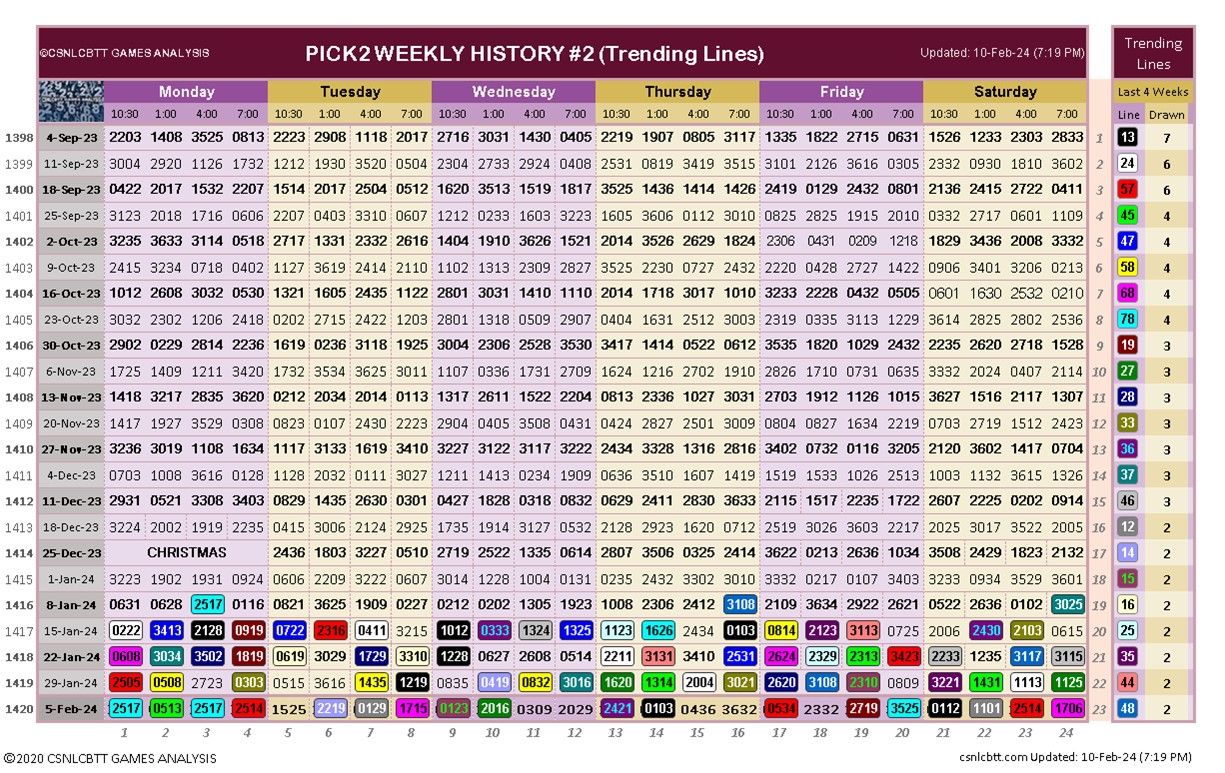 ©CSNLCBTT GAMES ANALYSIS PICK2 WEEKLY HISTORY #2 (Trending Lines) Updated: 10-Feb-24 (7:19 PM) Trending Lines
Monday Tuesday Wednesday Thursday Friday Saturday Last 4 Weeks
10:30 1:00 4:00 7:00 10:30 1:00 4:00 7:00 10:30 1:00 4:00 7:00 10:30 1:00 4:00 7:00 10:30 1:00 4:00 7:00 10:30 1:00 4:00 7:00 Line Drawn
1398 4-Sep-23 2203 1408 3525 0813 2223 2908 1118 2017 2716 3031 1430 0405 2219 1907 0805 3117 1335 1822 2715 0631 1526 1233 2303 2833 1 13 7
1399 11-Sep-23 3004 2920 1126 1732 1212 1930 3520 0504 2304 2733 2924 0408 2531 0819 3419 3515 3101 2126 3616 0305 2332 0930 1810 3602 2 24 6
1400 18-Sep-23 0422 2017 1532 2207 1514 2017 2504 0512 1620 3513 1519 1817 3525 1436 1414 1426 2419 0129 2432 0801 2136 2415 2722 0411 3 57 6
1401 25-Sep-23 3123 2018 1716 0606 2207 0403 3310 0607 1212 0233 1603 3223 1605 3606 0112 3010 0825 2825 1915 2010 0332 2717 0601 1109 4 45 4
1402 2-Oct-23 3235 3633 3114 0518 2717 1331 2332 2616 1404 1910 3626 1521 2014 3526 2629 1824 2306 0431 0209 1218 1829 3436 2008 3332 5 47 4
1403 9-Oct-23 2415 3234 0718 0402 1127 3619 2414 2110 1102 1313 2309 2827 3525 2230 0727 2432 2220 0428 2727 1422 0906 3401 3206 0213 6 58 4
1404 16-Oct-23 1012 2608 3032 0530 1321 1605 2435 1122 2801 3031 1410 1110 2014 1718 3017 1010 3233 2228 0432 0505 0601 1630 2532 0210 7 68 4
1405 23-Oct-23 3032 2302 1206 2418 0202 2715 2422 1203 2801 1318 0509 2907 0404 1631 2512 3003 2319 0335 3113 1229 3614 2825 2802 2536 8 78 4
1406 30-Oct-23 2902 0229 2814 2236 1619 0236 3118 1925 3004 2306 2528 3530 3417 1414 0522 0612 3535 1820 1029 2432 2235 2620 2718 1528 9 19 3
1407 6-Nov-23 1725 1409 1211 3420 1732 3534 3625 3011 1107 0336 1731 2709 1624 1216 2702 1910 2826 1710 0731 0635 3332 2024 0407 2114 10 27 3
1408 13-Nov-23 1418 3217 2835 3620 0212 2034 2014 0113 1317 2611 1522 2204 0813 2336 1027 3031 2703 1912 1126 1015 3627 1516 2117 1307 11 28 3
1409 20-Nov-23 1417 1927 3529 0308 0823 0107 2430 2223 2904 0405 3508 0431 0424 2827 2501 3009 0804 0827 1634 2219 0703 2719 1512 2423 12 33 3
1410 27-Nov-23 3236 3019 1108 1634 1117 3133 1619 3418 3227 3122 3117 3222 2434 3328 1316 2816 3402 0732 0116 3205 2120 3602 1417 0704 13 36 3
1411 4-Dec-23 0703 1008 3616 0128 1128 2032 0111 3027 1211 1413 0234 1909 0636 3510 1607 1419 1519 1533 1026 2513 1003 1132 3615 1326 14 37 3
1412 11-Dec-23 2931 0521 3308 3403 0829 1435 2630 0301 0427 1828 0318 0832 0629 2411 2830 3633 2115 1517 2235 1722 2607 2225 0202 0914 15 46 3
1413 18-Dec-23 3224 2002 1919 2235 0415 3006 2124 2925 1735 1914 3127 0532 2128 2923 1620 0712 2519 3026 3603 2217 2025 3017 3522 2005 16 12 2
1414 25-Dec-23 CHRISTMAS 2436 1803 3227 0510 2719 2522 1335 0614 2807 3506 0325 2414 3622 0213 2636 1034 3508 2429 1823 2132 17 14 2
1415 1-Jan-24 3223 1902 1931 0924 0606 2209 3222 0607 3014 1228 1004 0131 0235 2432 3302 3010 3332 0217 0107 3403 3233 0934 3529 3601 18 15 2
1416 8-Jan-24 0631 0628 2517 0116 0821 3625 1909 0227 0212 0202 1305 1923 1008 2306 2412 3108 2109 3634 2922 2621 0522 2636 0102 3025 19 16 2
1417 15-Jan-24 0222 3413 2128 0919 0722 2316 0411 3215 1012 0333 1324 1325 1123 1626 2434 0103 0814 2123 3113 0725 2006 2430 2103 0615 20 25 2
1418 22-Jan-24 0608 3034 3502 1819 0619 3029 1729 3310 1228 0627 2608 0514 2211 3131 3410 2531 2624 2329 2313 3423 2233 1235 3117 3115 21 35 2
1419 29-Jan-24 2505 0508 2723 0303 0515 3616 1435 1219 0835 0419 0832 3016 1620 1314 2004 3021 2620 3108 2310 0809 3221 1431 1113 1125 22 44 2
1420 5-Feb-24 2517 0513 2517 2514 1525 2219 0129 1715 0123 2016 0309 2029 2421 0103 0436 3632 0534 2332 2719 3525 0112 1101 2514 1706 23 48 2
1 2 3 4 5 6 7 8 9 10 11 12 13 14 15 16 17 18 19 20 21 22 23 24
©2020 CSNLCBTT GAMES ANALYSIS csnlcbtt.com Updated: 10-Feb-24 (7:19 PM)